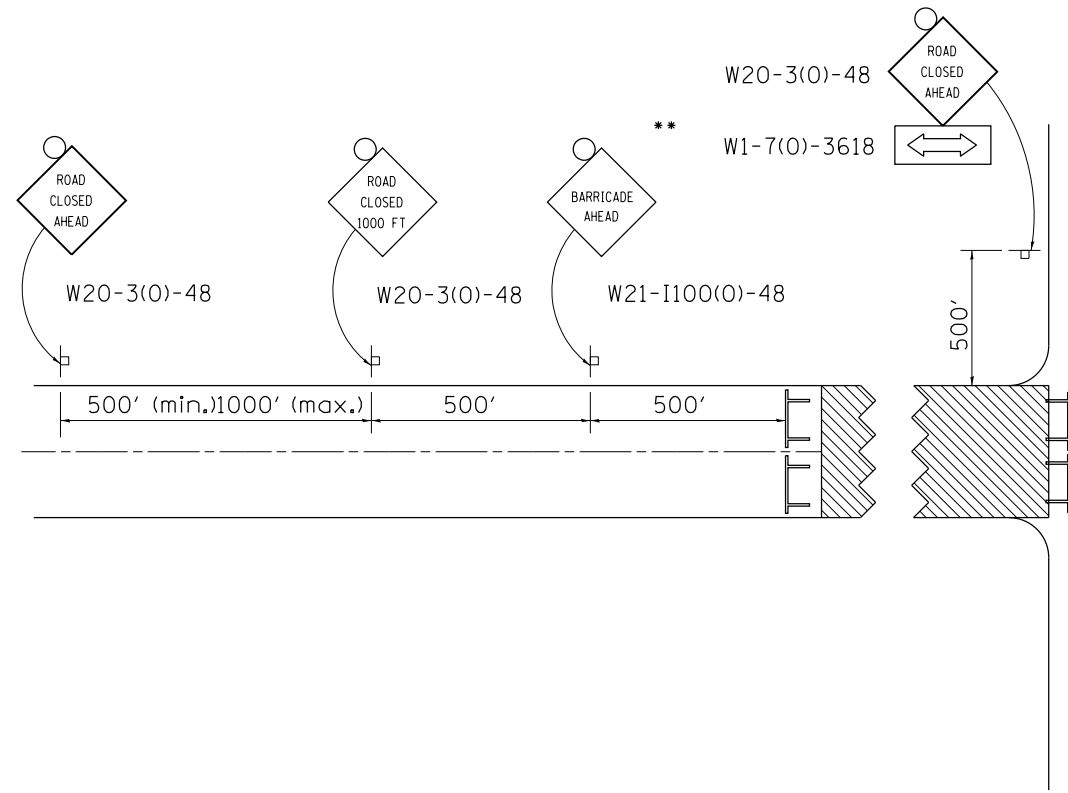 ROAD
CLOSED
AHEAD
W20-3(O)-48
**
W1-7(O)-3618
ROAD
CLOSED
AHEAD
W20-3(O)-48
ROAD
CLOSED
1000 FT
W20-3(O)-48
BARRICADE
AHEAD
W21-I100(O)-48
500'
500' (min.)1000' (max.)
500'
500'